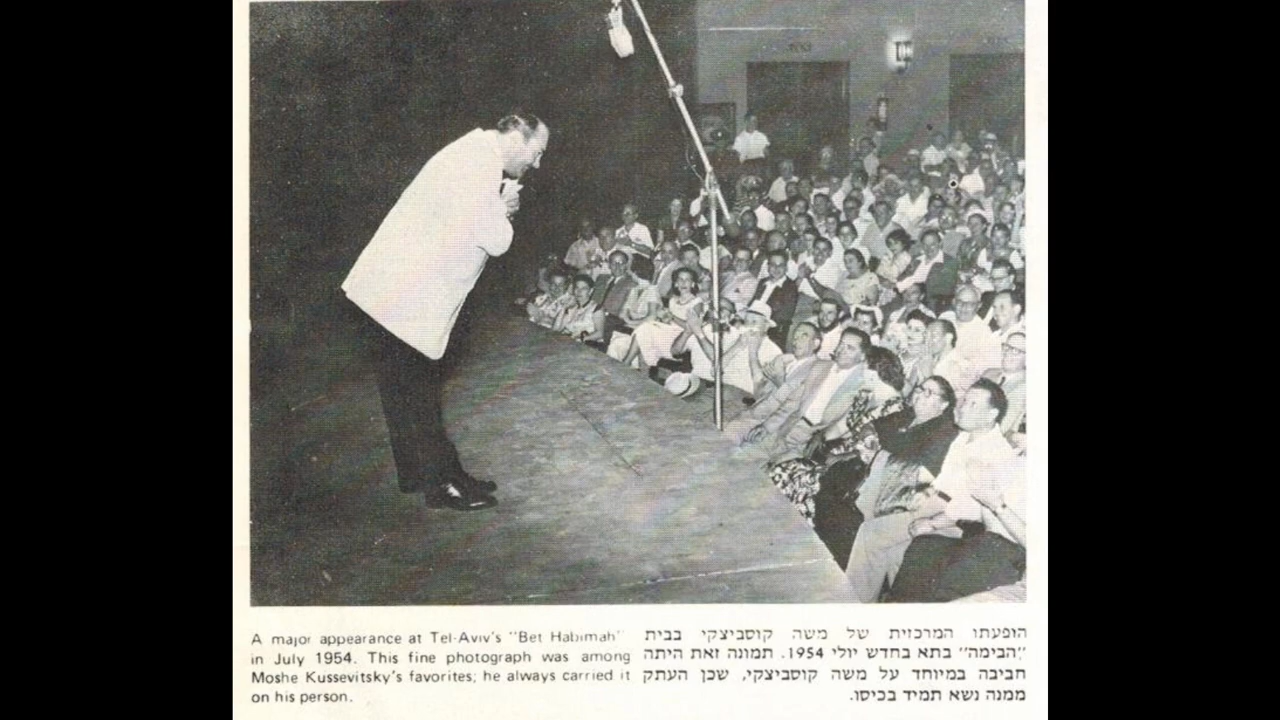 A major appearance at Tel-Aviv's "Bet Habimah"
in July 1954. This fine photograph was among
Moshe Kussevitsky's favorites; he always carried it
on his person.
הופעתו המרכזית של משה קוסביצקי בבית
"הבימה" בתא בחדש יולי 1954. תמונה זאת היתה
חביבה במיוחד על משה קוסביצקי, שכן העתק
ממנה נשא תמיד בכיסו.